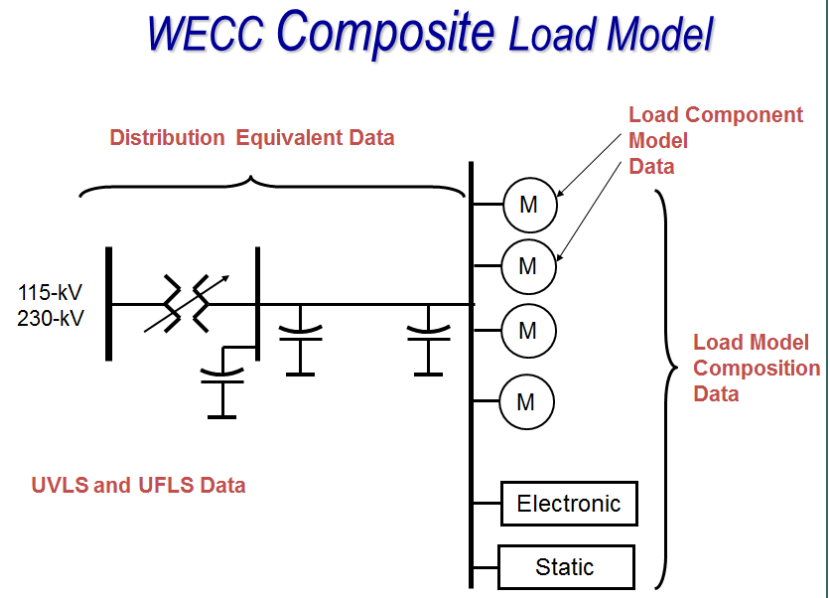 WECC Composite Load Model
Distribution Equivalent Data
Load Component
Model
Data
M
M
115-kV
230-kV
M
Load Model
Composition
Data
M
UVLS and UFLS Data
Electronic
Static